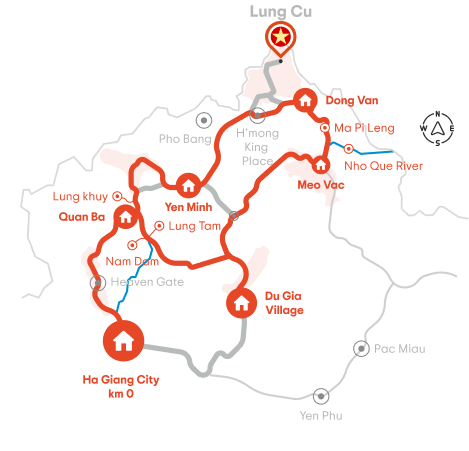 Lung Cu
Dong Van
Ma Pi Leng
Pho Bang
H'mong
King
Place
N
W
E
S
Nho Que River
Meo Vac
Lung khuy
Yen Minh
Quan Ba
Lung Tam
Nam Dam
Heaven Gate
Du Gia
Village
Pac Miau
Ha Giang City
km 0
Yen Phu